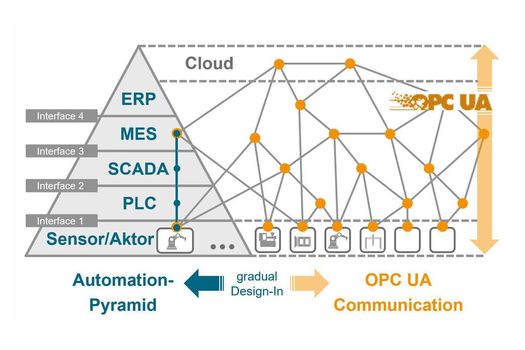 Cloud
ERP
OPC UA
Interface 4
MES
Interface 3
SCADA
Interface 2
PLC
Interface 1
Sensor/Aktor
...
Automation-
Pyramid
gradual
Design-In
OPC UA
Communication